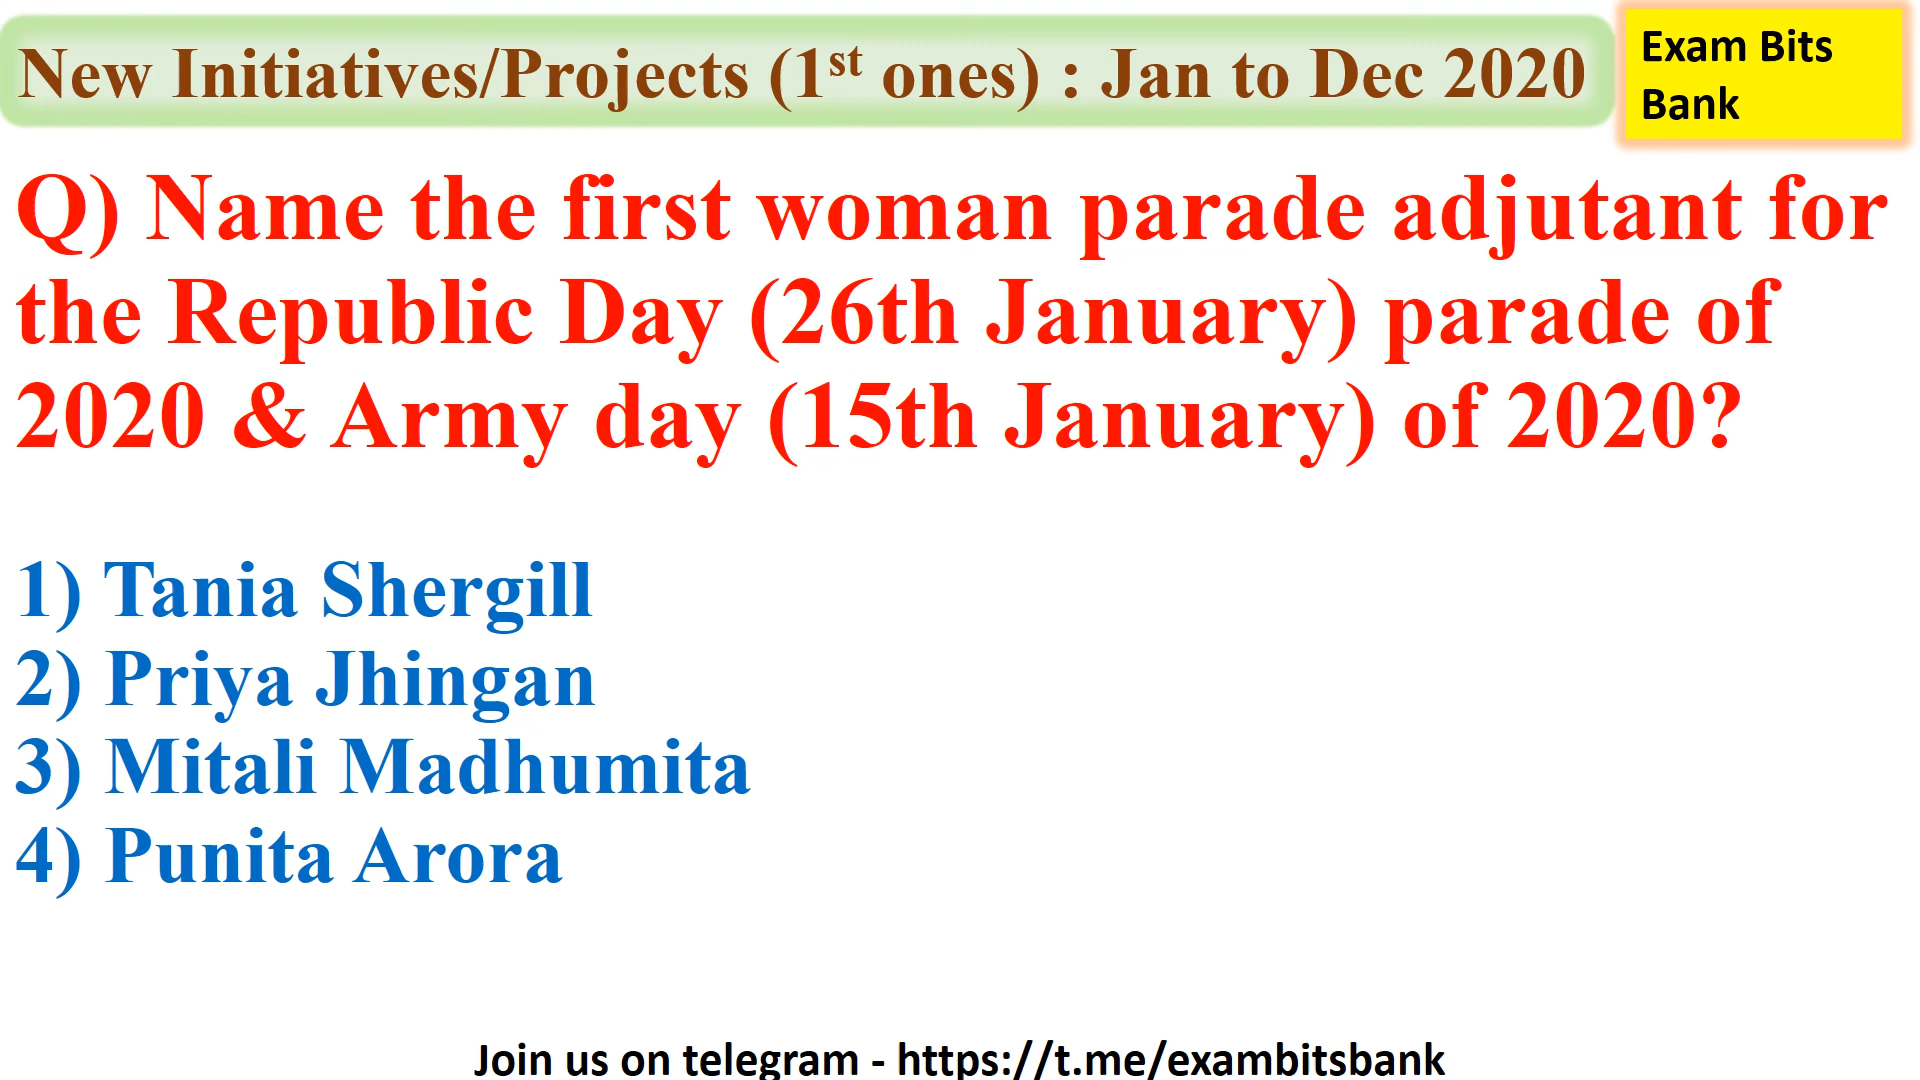 New Initiatives/Projects (1st ones) : Jan to Dec 2020
Exam Bits
Bank
Q) Name the first woman parade adjutant for
the Republic Day (26th January) parade of
2020 & Army day (15th January) of 2020?
1) Tania Shergill
2) Priya Jhingan
3) Mitali Madhumita
4) Punita Arora
Join us on telegram - https://t.me/exambitsbank